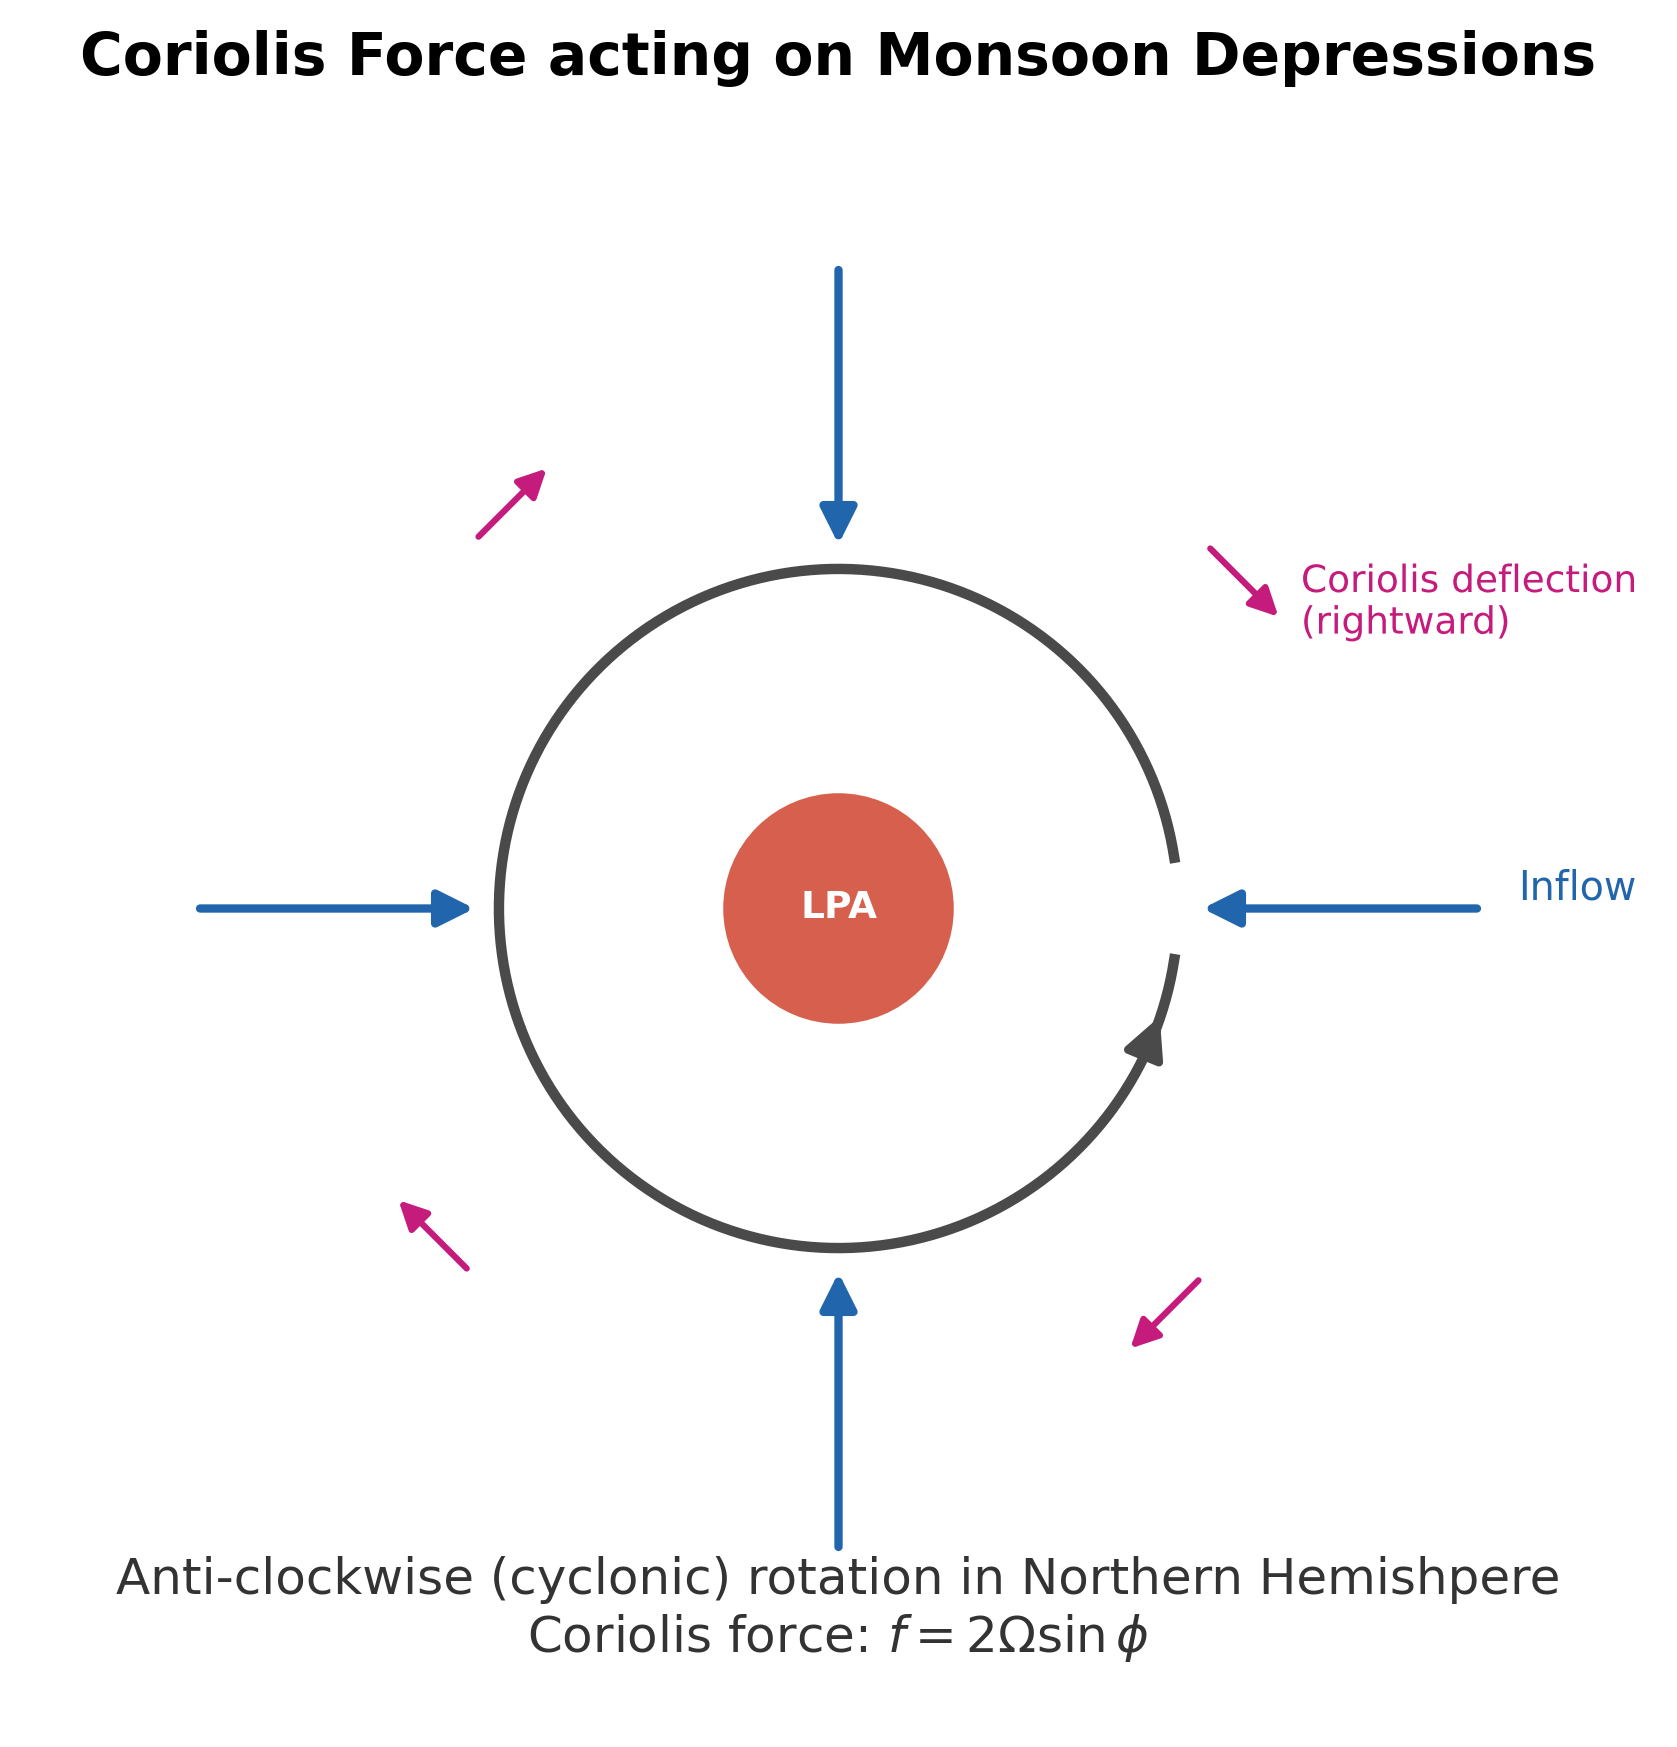 Coriolis Force acting on Monsoon Depressions
Coriolis deflection
(rightward)
Inflow
LPA
Anti-clockwise (cyclonic) rotation in Northern Hemishpere
Coriolis force: f = 2Ω sin ϕ